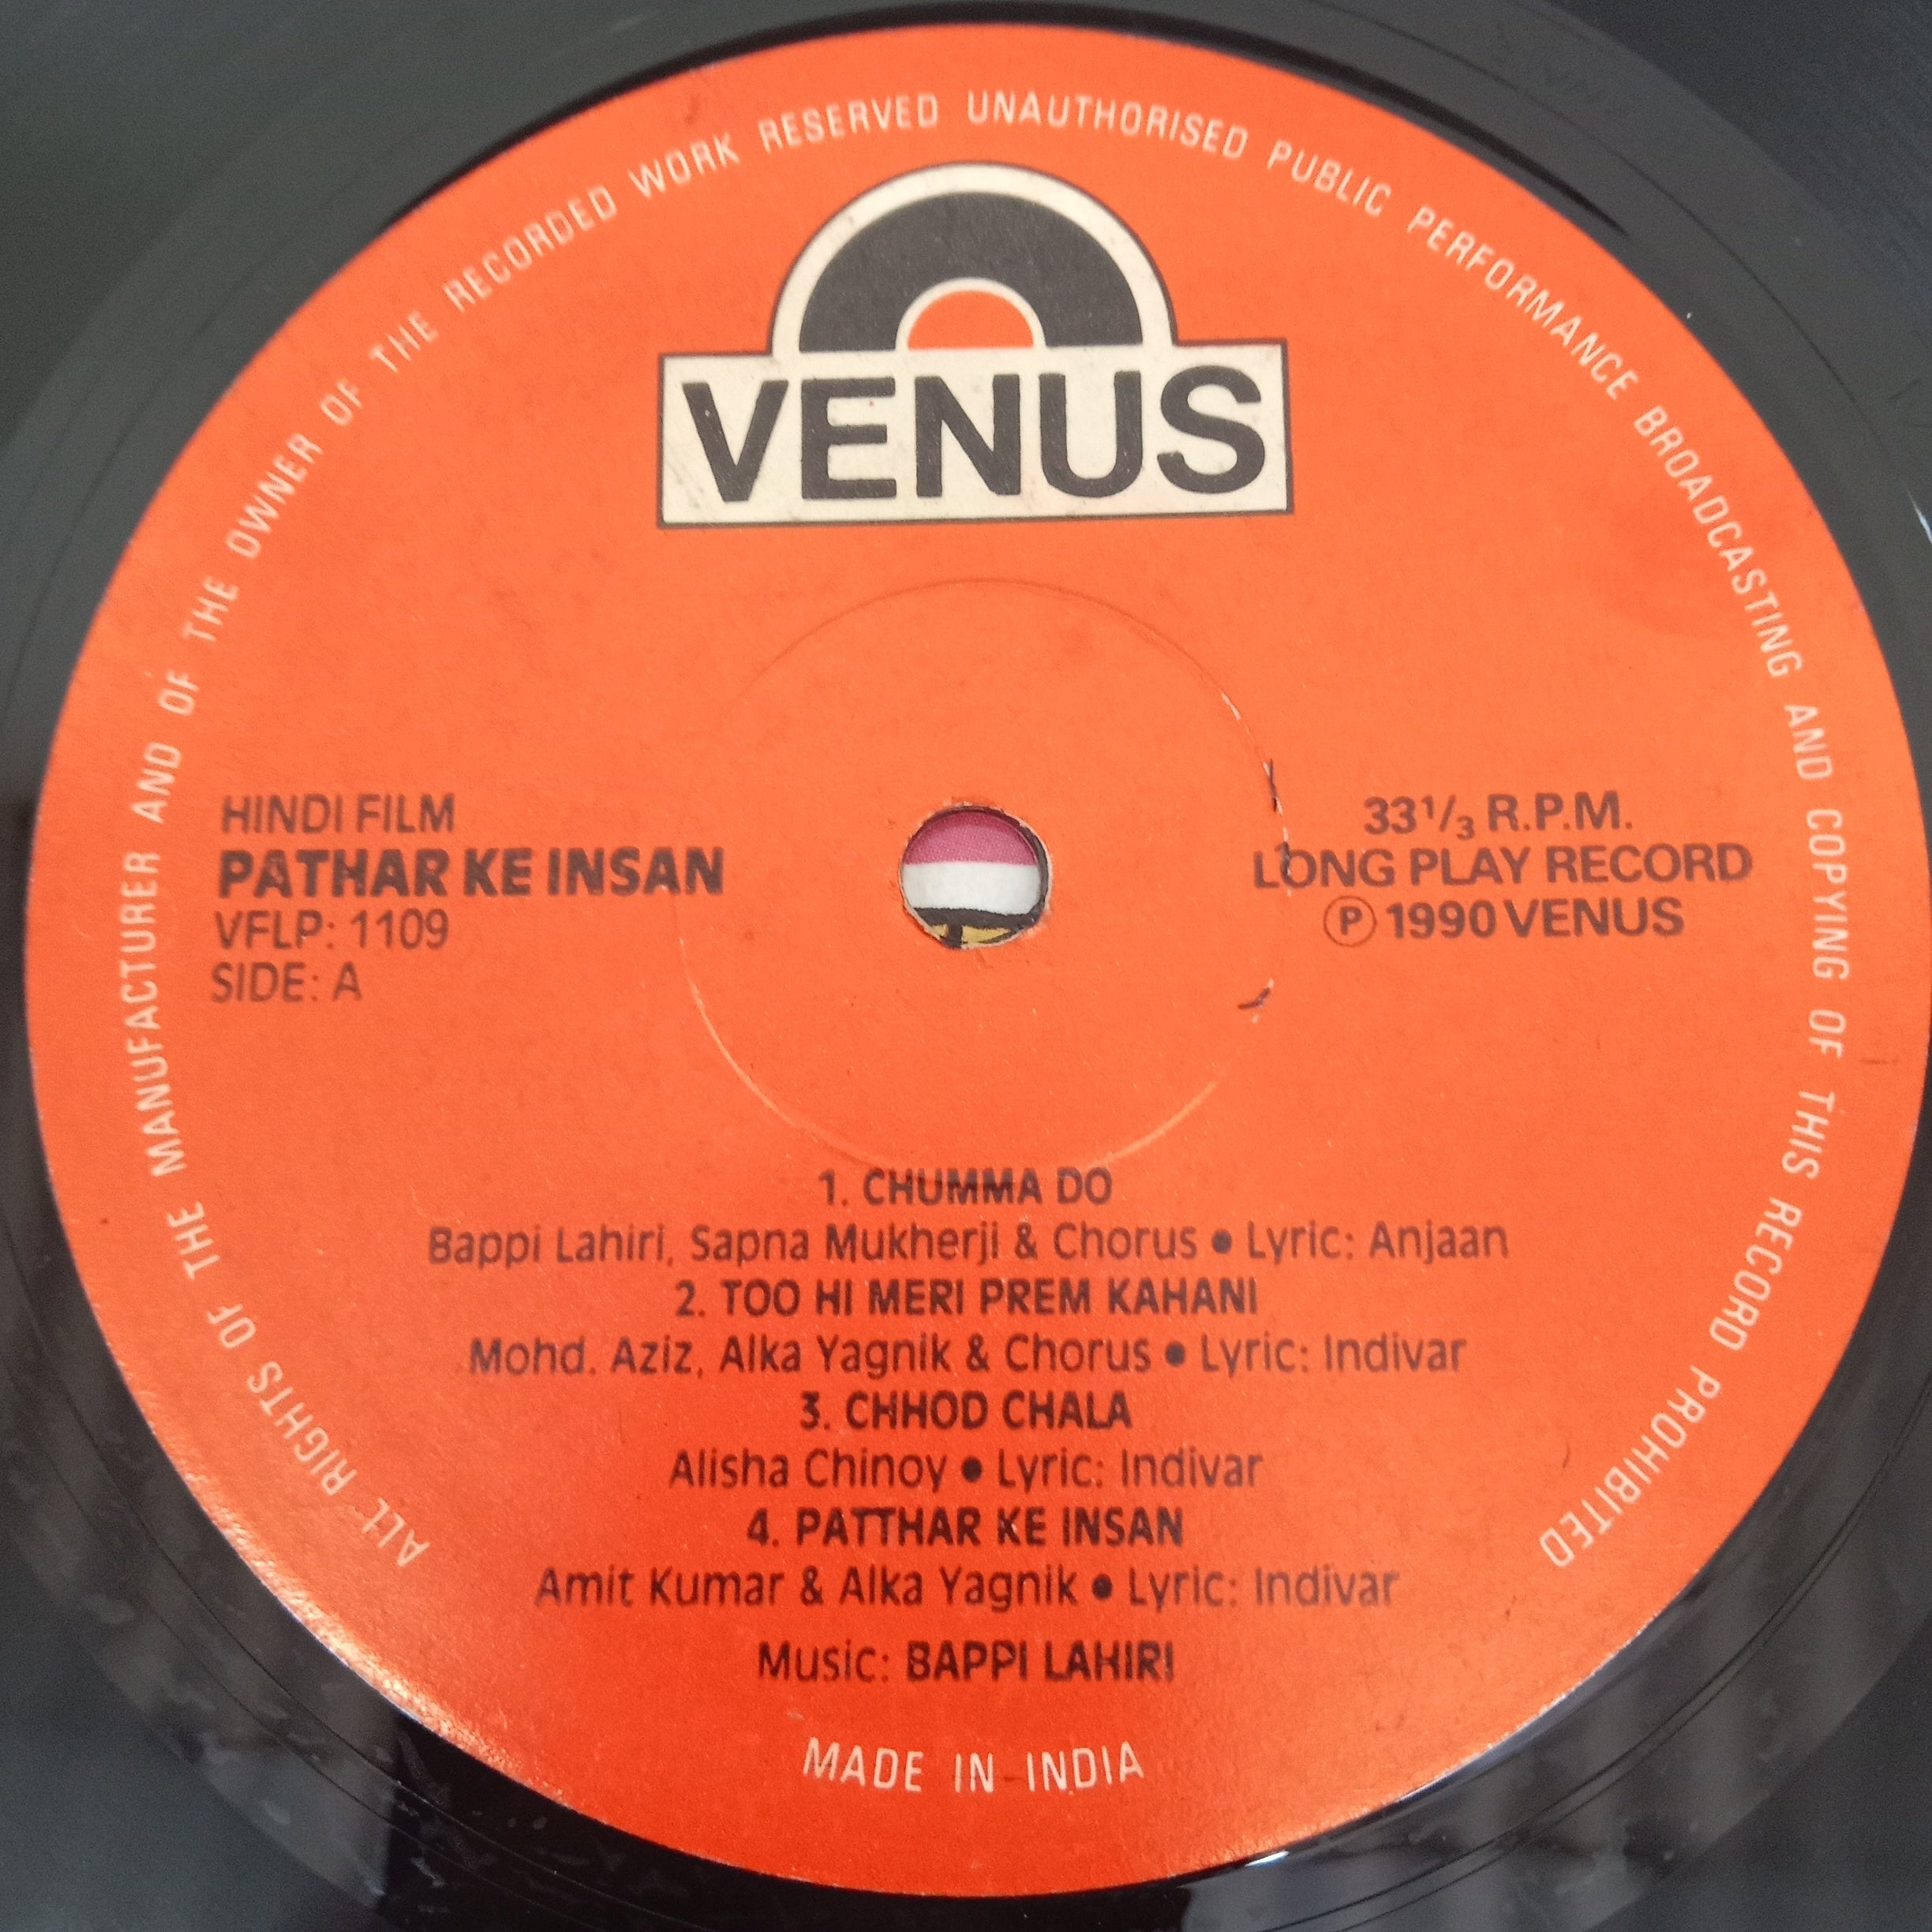 ALL RIGHTS OF THE MANUFACTURER AND OF THE OWNER OF THE RECORDED WORK RESERVED UNAUTHORISED PUBLIC PERFORMANCE BROADCASTING AND COPYING OF THIS RECORD PROHIBITED
VENUS
HINDI FILM
PATHAR KE INSAN
VFLP: 1109
SIDE: A
33 1/3 R.P.M.
LONG PLAY RECORD
Ⓟ 1990 VENUS
1. CHUMMA DO
Bappi Lahiri, Sapna Mukherji & Chorus • Lyric: Anjaan
2. TOO HI MERI PREM KAHANI
Mohd. Aziz, Alka Yagnik & Chorus • Lyric: Indivar
3. CHHOD CHALA
Alisha Chinoy • Lyric: Indivar
4. PATTHAR KE INSAN
Amit Kumar & Alka Yagnik • Lyric: Indivar
Music: BAPPI LAHIRI
MADE IN INDIA